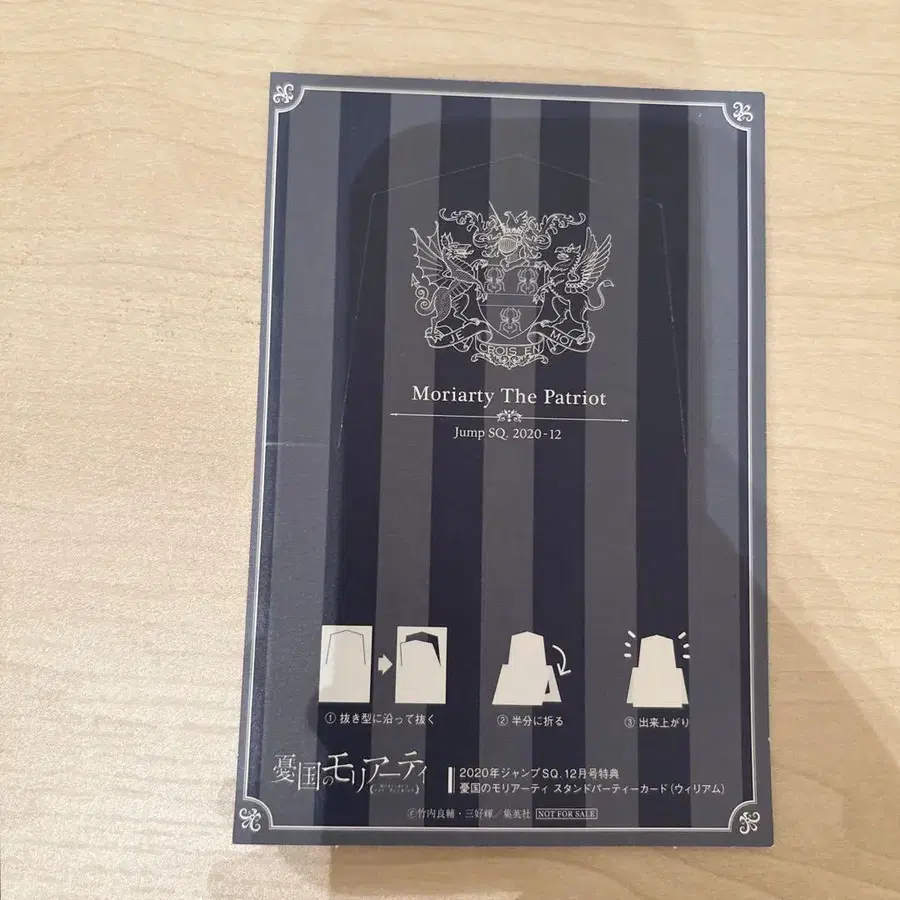 JE CROIS EN MOI
Moriarty The Patriot
Jump SQ. 2020-12
① 抜き型に沿って抜く
② 半分に折る
③ 出来上がり
憂国のモリアーティ
2020年ジャンプSQ.12月号特典
憂国のモリアーティ スタンドパーティーカード(ウィリアム)
©竹内良輔・三好輝/集英社 NOT FOR SALE